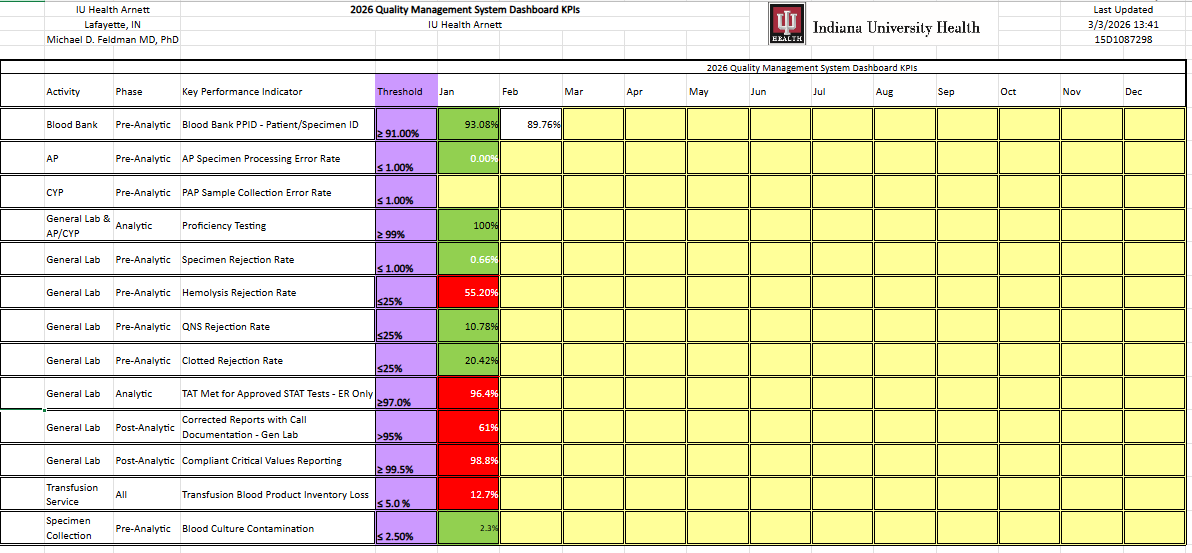 IU Health Arnett 2026 Quality Management System Dashboard KPIs Last Updated
Lafayette, IN IU Health Arnett 3/3/2026 13:41
Michael D. Feldman MD, PhD 15D1087298
HEALTH Indiana University Health
2026 Quality Management System Dashboard KPIs
Activity Phase Key Performance Indicator Threshold Jan Feb Mar Apr May Jun Jul Aug Sep Oct Nov Dec
Blood Bank Pre-Analytic Blood Bank PPID - Patient/Specimen ID ≥ 91.00% 93.08% 89.76%
AP Pre-Analytic AP Specimen Processing Error Rate ≤ 1.00% 0.00%
CYP Pre-Analytic PAP Sample Collection Error Rate ≤ 1.00%
General Lab &
AP/CYP Analytic Proficiency Testing ≥ 99% 100%
General Lab Pre-Analytic Specimen Rejection Rate ≤ 1.00% 0.66%
General Lab Pre-Analytic Hemolysis Rejection Rate ≤25% 55.20%
General Lab Pre-Analytic QNS Rejection Rate ≤25% 10.78%
General Lab Pre-Analytic Clotted Rejection Rate ≤25% 20.42%
General Lab Analytic TAT Met for Approved STAT Tests - ER Only ≥97.0% 96.4%
General Lab Post-Analytic Corrected Reports with Call
Documentation - Gen Lab >95% 61%
General Lab Post-Analytic Compliant Critical Values Reporting ≥ 99.5% 98.8%
Transfusion
Service All Transfusion Blood Product Inventory Loss ≤ 5.0 % 12.7%
Specimen
Collection Pre-Analytic Blood Culture Contamination ≤ 2.50% 2.3%